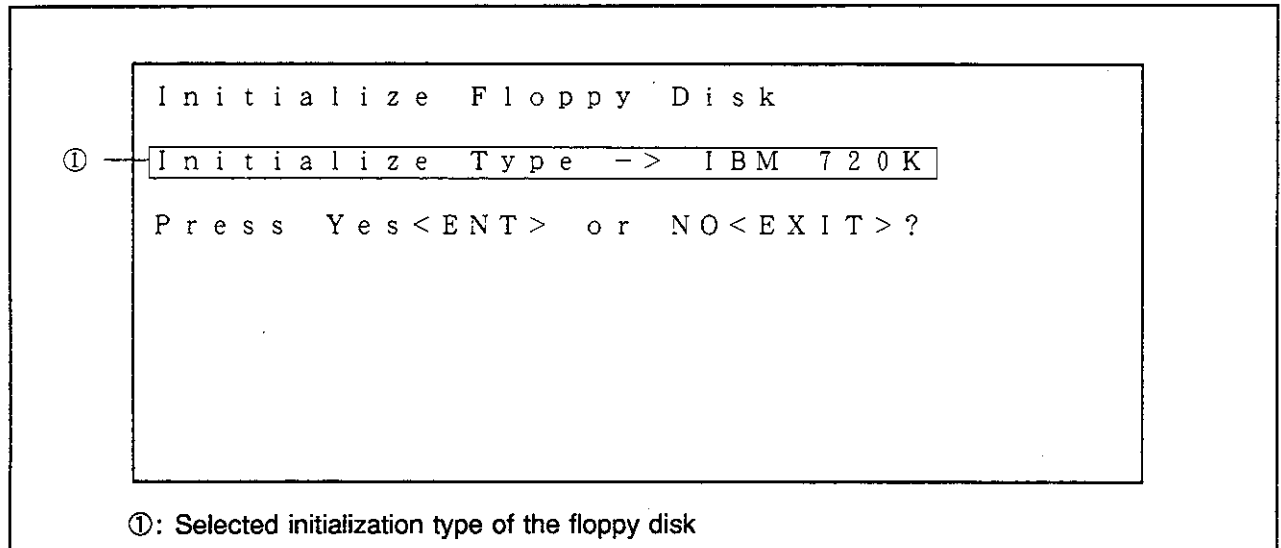 Initialize Floppy Disk
① Initialize Type -> IBM 720K
Press Yes<ENT> or NO<EXIT>?
①: Selected initialization type of the floppy disk